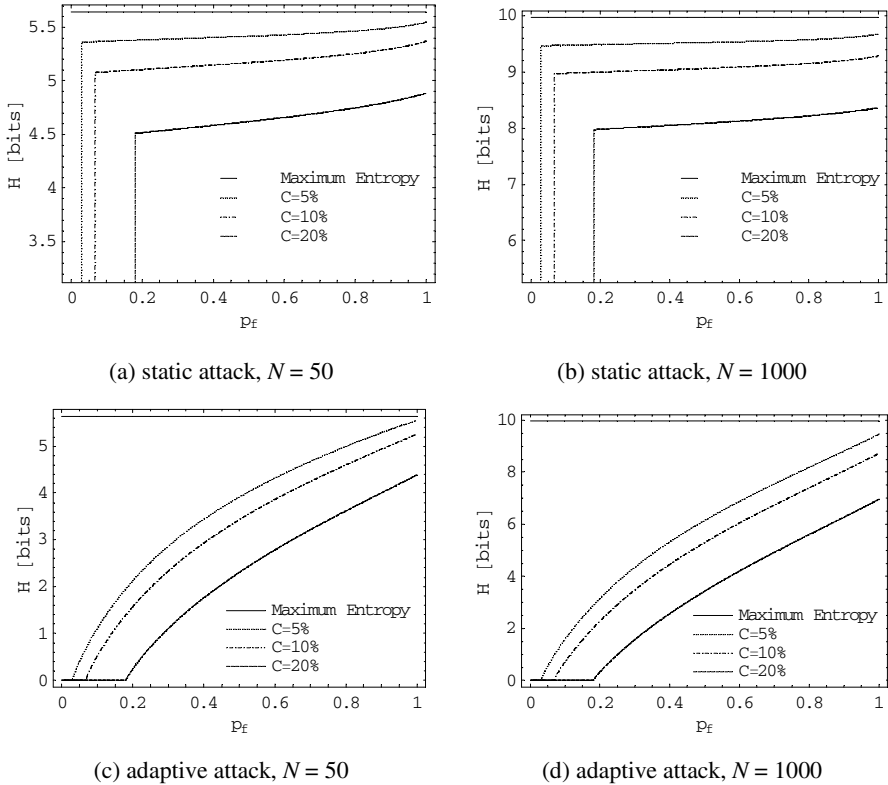 5.5
5
4.5
4
3.5
H [bits]
Maximum Entropy
C=5%
C=10%
C=20%
0 0.2 0.4 0.6 0.8 1
pf
(a) static attack, N = 50
10
9
8
7
6
H [bits]
Maximum Entropy
C=5%
C=10%
C=20%
0 0.2 0.4 0.6 0.8 1
pf
(b) static attack, N = 1000
5
4
3
2
1
0
H [bits]
Maximum Entropy
C=5%
C=10%
C=20%
0 0.2 0.4 0.6 0.8 1
pf
(c) adaptive attack, N = 50
10
8
6
4
2
0
H [bits]
Maximum Entropy
C=5%
C=10%
C=20%
0 0.2 0.4 0.6 0.8 1
pf
(d) adaptive attack, N = 1000